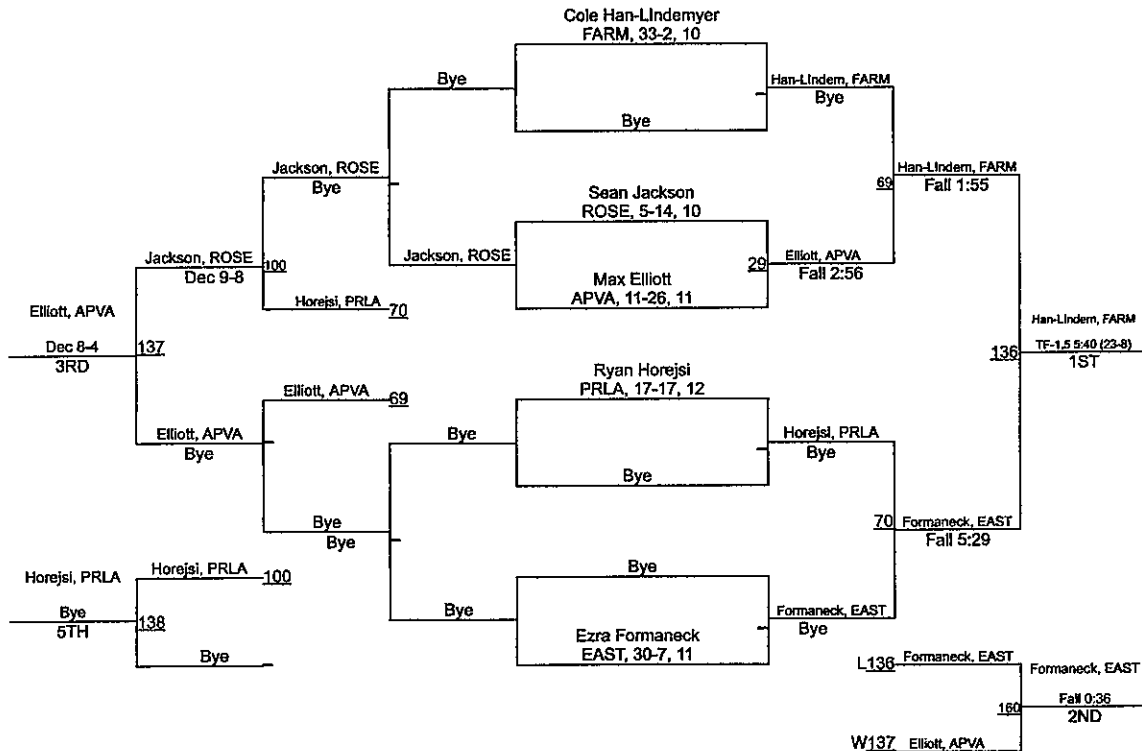 Cole Han-Lindemyer
FARM, 33-2, 10
Bye
Han-Lindem, FARM
Bye
Bye
Jackson, ROSE
Bye
Sean Jackson
ROSE, 5-14, 10
69
Han-Lindem, FARM
Fall 1:55
Jackson, ROSE
Dec 9-8
100
Jackson, ROSE
Max Elliott
APVA, 11-26, 11
29
Elliott, APVA
Fall 2:56
Horejsi, PRLA
70
Elliott, APVA
Dec 8-4
3RD
137
Han-Lindem, FARM
136
TF-1.5 5:40 (23-8)
1ST
Ryan Horejsi
PRLA, 17-17, 12
Elliott, APVA
69
Elliott, APVA
Bye
Bye
Horejsi, PRLA
Bye
Bye
Bye
Bye
70
Formaneck, EAST
Fall 5:29
Horejsi, PRLA
Horejsi, PRLA
100
Bye
Bye
5TH
138
Bye
Formaneck, EAST
Bye
Ezra Formaneck
EAST, 30-7, 11
Bye
L136
Formaneck, EAST
Formaneck, EAST
160
Fall 0:36
2ND
W137
Elliott, APVA